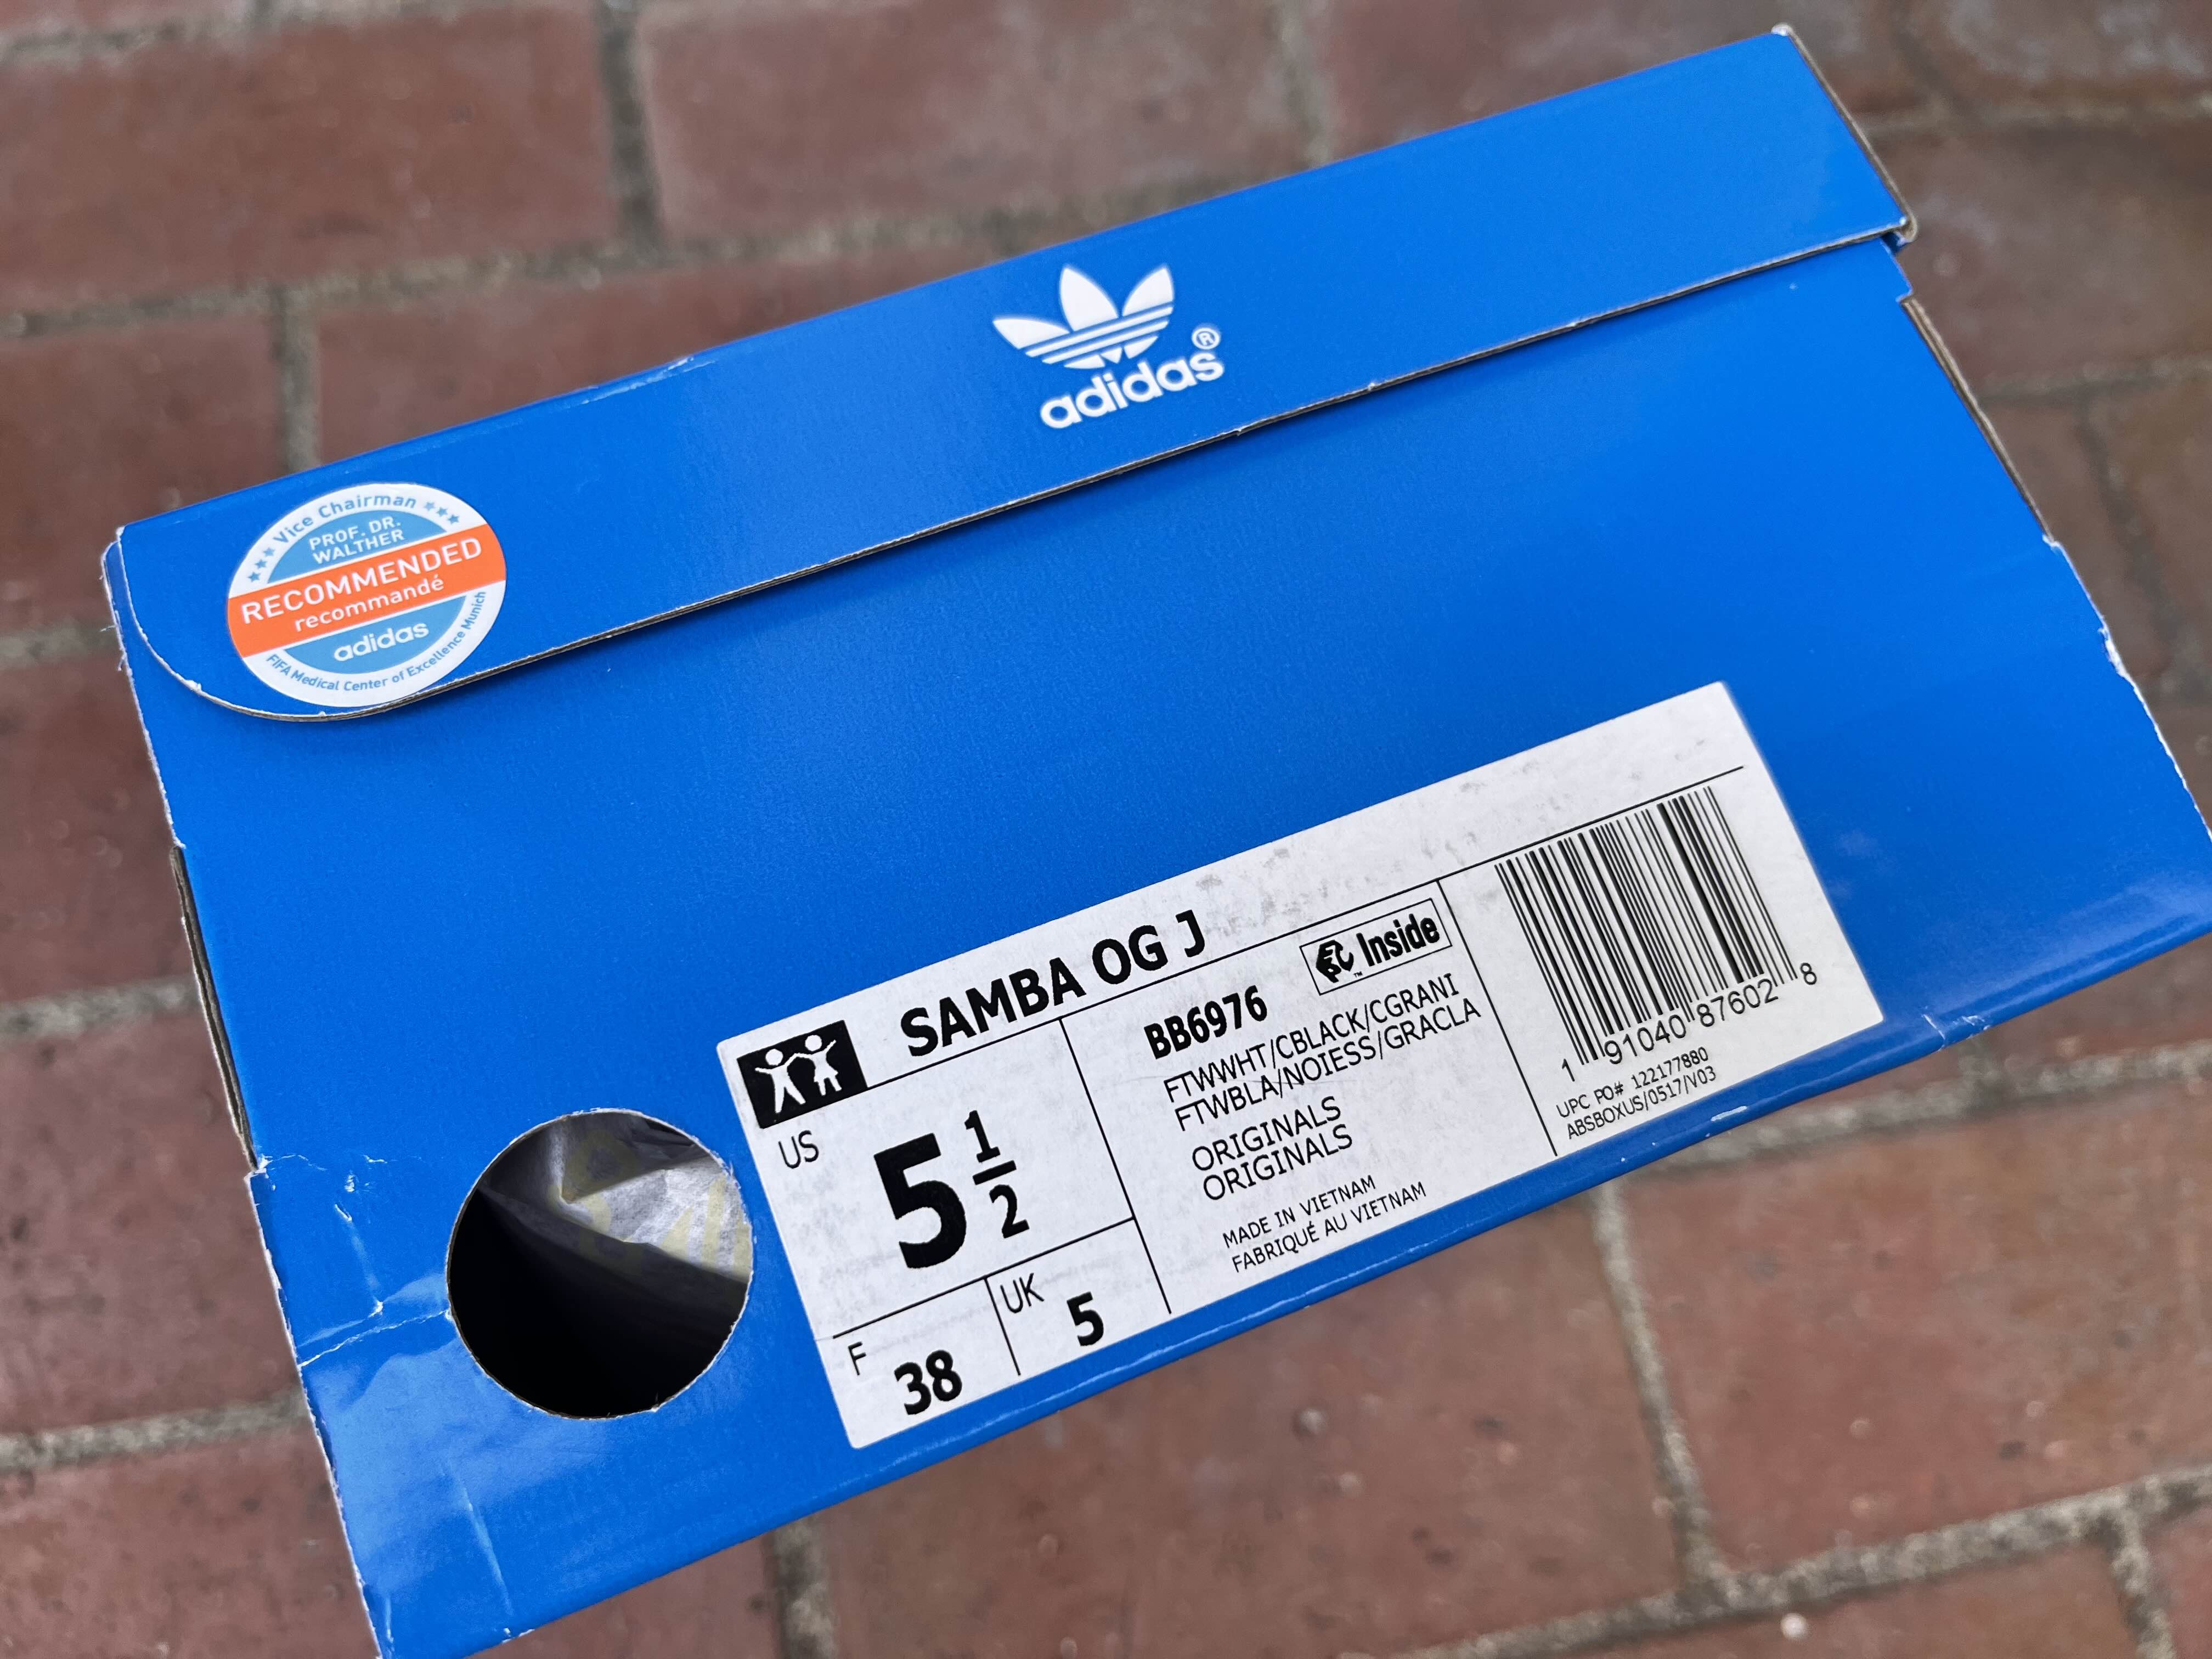 adidas®
Vice Chairman
PROF. DR.
WALTHER
RECOMMENDED
recommandé
adidas
FIFA Medical Center of Excellence Munich
SAMBA OG J
US
5 1/2
F
38
UK
5
BB6976
Inside
FTWWHT/CBLACK/CGRANI
FTWBLA/NOIESS/GRACLA
ORIGINALS
ORIGINALS
MADE IN VIETNAM
FABRIQUÉ AU VIETNAM
1 91040 87602 8
UPC PO# 122177880
ABSBOXUS/0517/V03